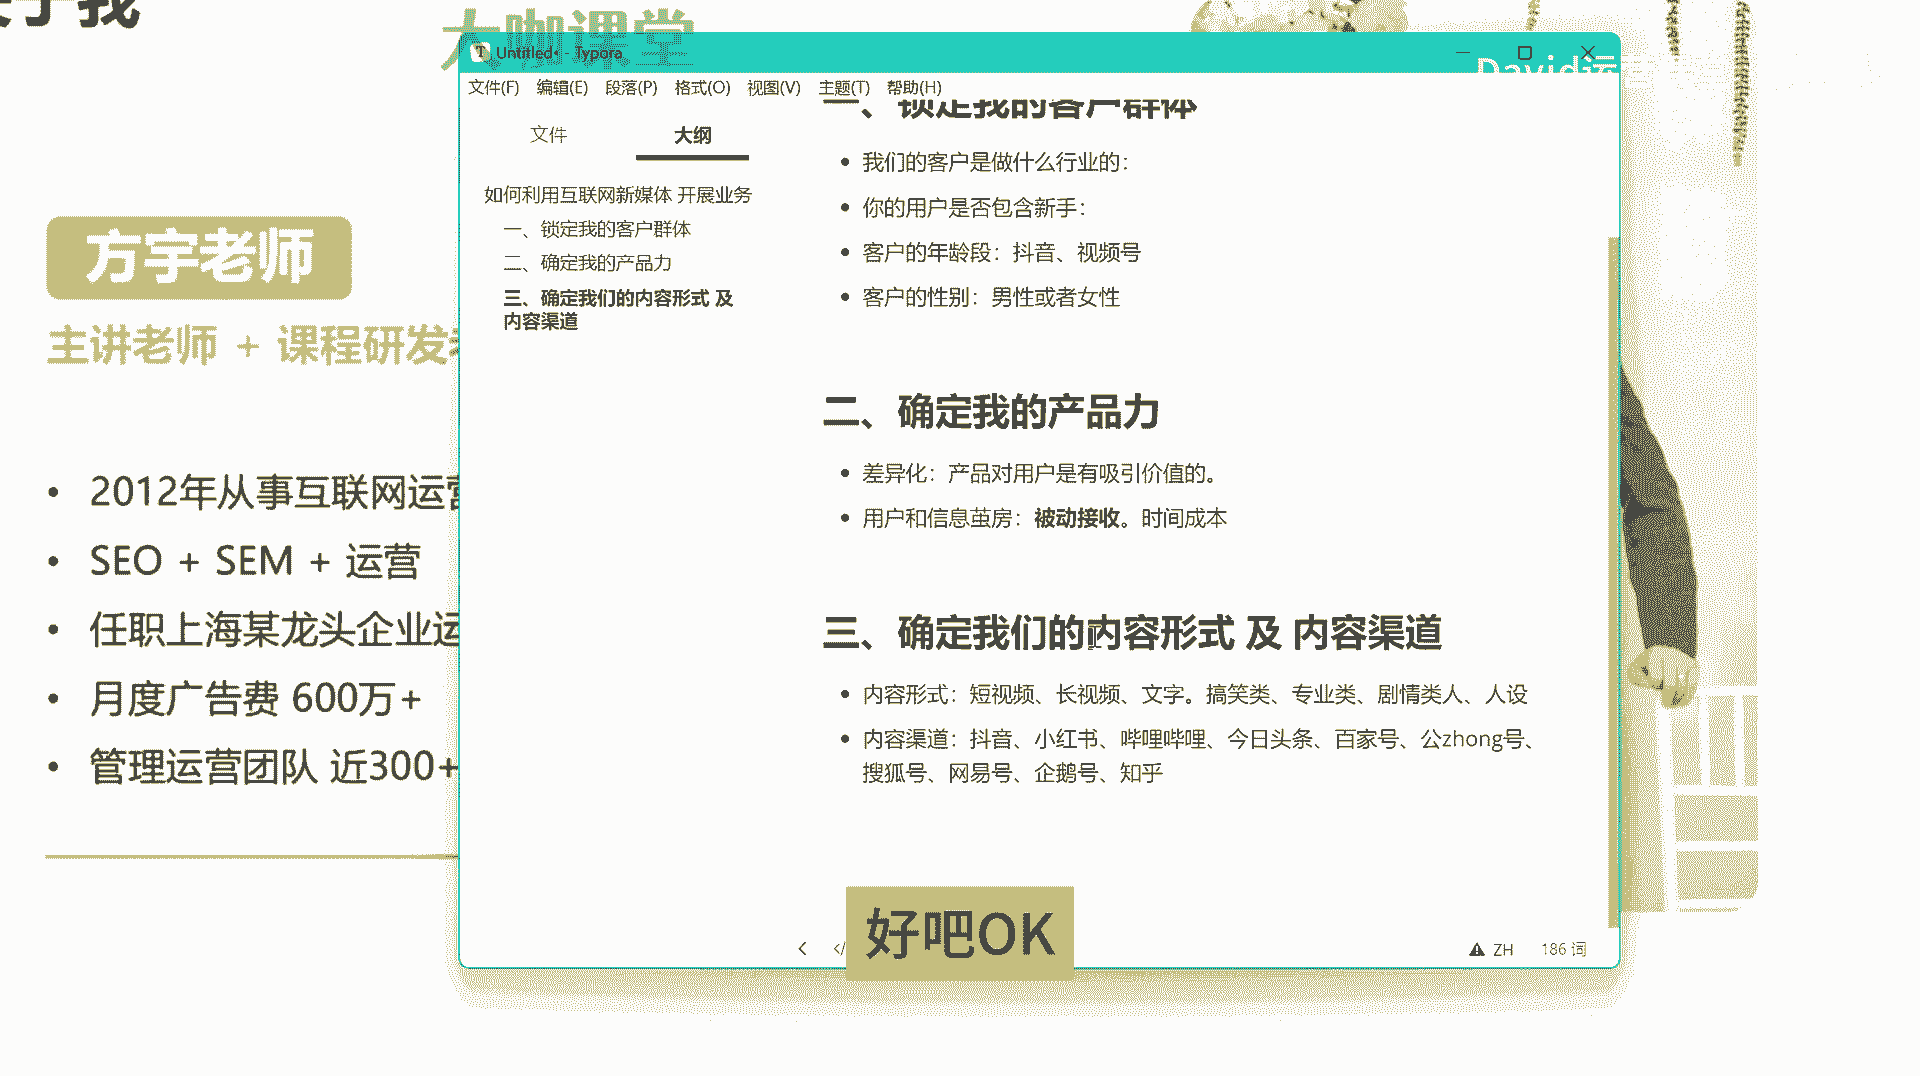 大咖课堂
Untitled• - Typora
David运
文件(F) 编辑(E) 段落(P) 格式(O) 视图(V) 主题(T) 帮助(H)
文件 大纲
如何利用互联网新媒体 开展业务
一、锁定我的客户群体
二、确定我的产品力
三、确定我们的内容形式 及
内容渠道
一、锁定我的客户群体
我们的客户是做什么行业的：
你的用户是否包含新手：
客户的年龄段：抖音、视频号
客户的性别：男性或者女性
二、确定我的产品力
差异化：产品对用户是有吸引价值的。
用户和信息茧房：被动接收。时间成本
三、确定我们的内容形式 及 内容渠道
内容形式：短视频、长视频、文字。搞笑类、专业类、剧情类人、人设
内容渠道：抖音、小红书、哔哩哔哩、今日头条、百家号、公zhong号、
搜狐号、网易号、企鹅号、知乎
ZH 186 词
方宇老师
主讲老师 + 课程研发
• 2012年从事互联网运营
• SEO + SEM + 运营
• 任职上海某龙头企业运
• 月度广告费 600万+
• 管理运营团队 近300+
好吧OK